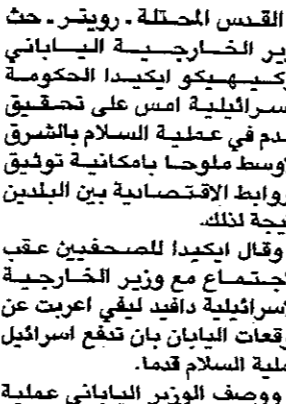 القدس المحتلة ـ رويتر ـ حث
ير الخارجية الياباني
كيهيكو ايكيدا الحكومة
سرائيلية امس على تحقيق
دم في عملية السلام بالشرق
وسط ملوحا بامكانية توثيق
روابط الاقتصادية بين البلدين
يجة لذلك.
وقال ايكيدا للصحفيين عقب
جتماع مع وزير الخارجية
سرائيلية دافيد ليفي اعربت عن
قعات اليابان بان تدفع اسرائيل
ملية السلام قدما.
ووصف الوزير الياباني عملية